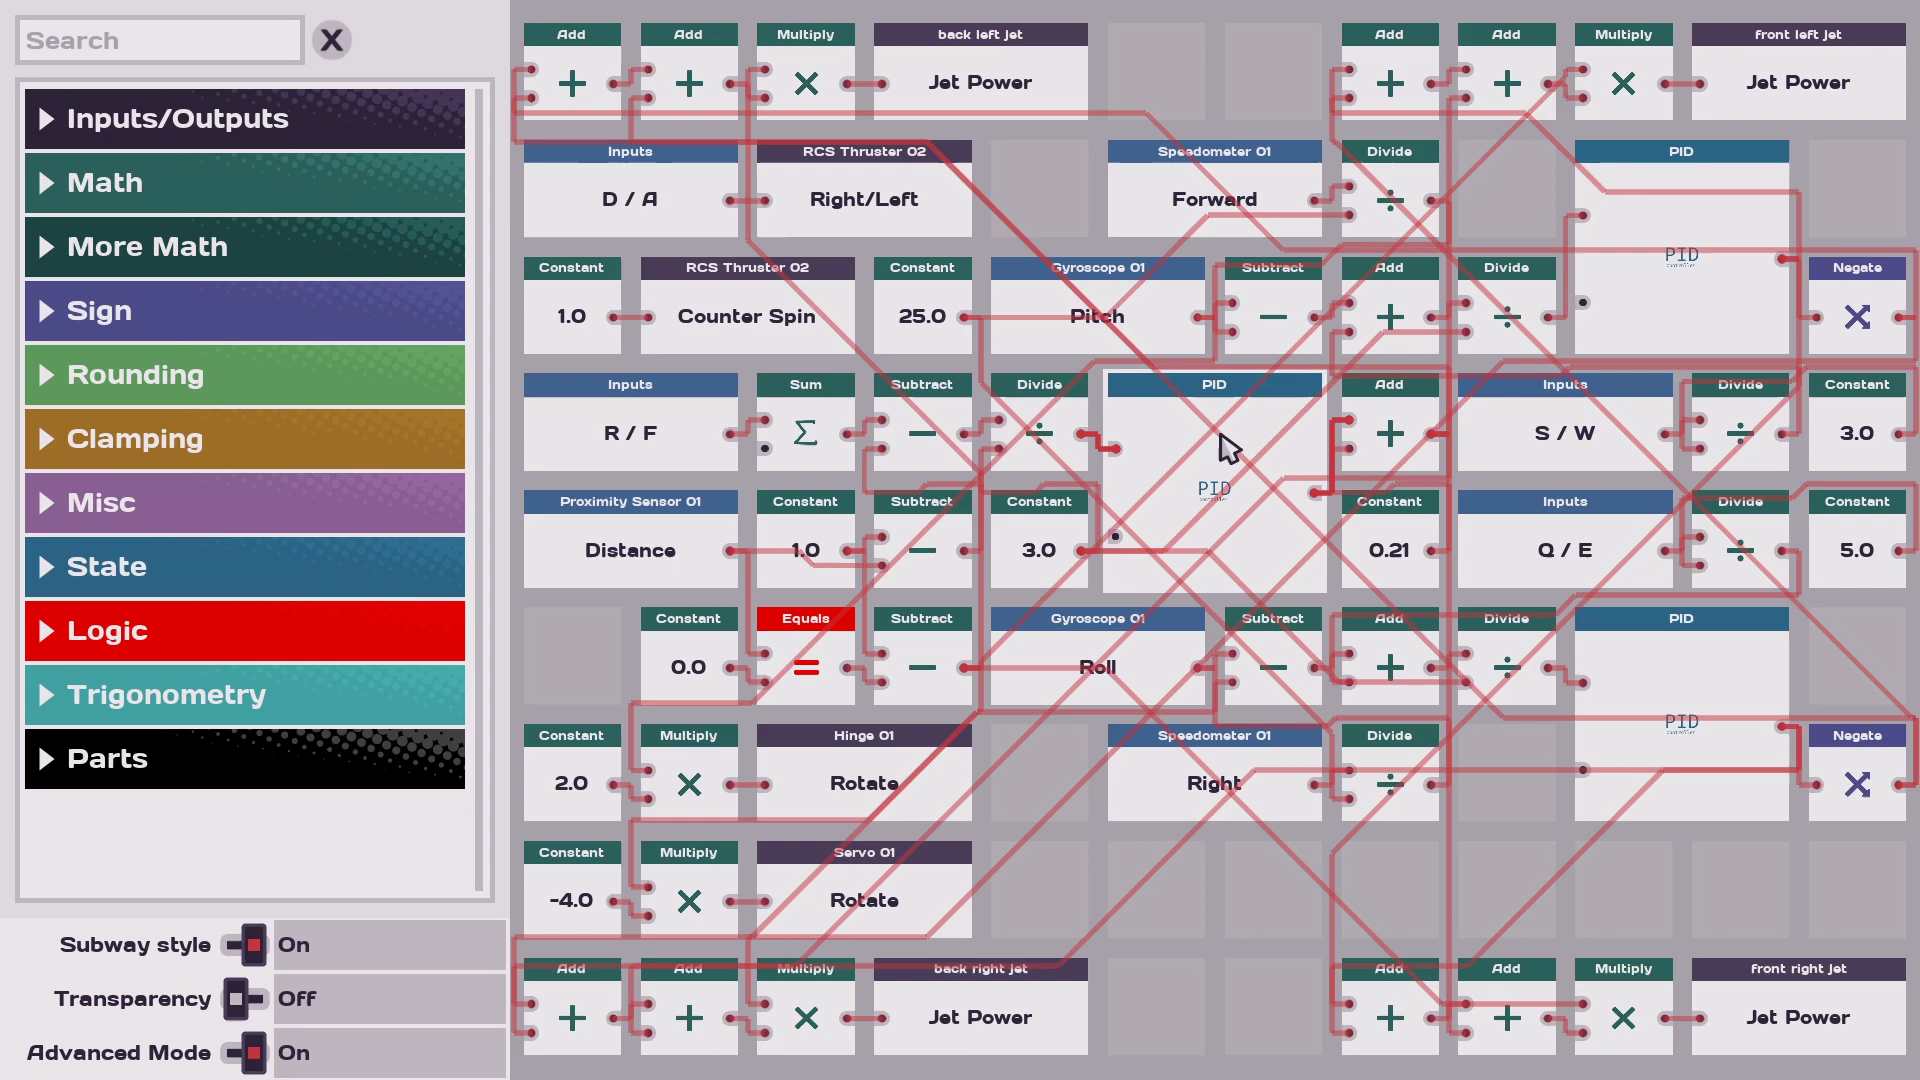 Search
X
Inputs/Outputs
Math
More Math
Sign
Rounding
Clamping
Misc
State
Logic
Trigonometry
Parts
Subway style On
Transparency Off
Advanced Mode On
Add Add Multiply back left jet Add Add Multiply front left jet
Jet Power Jet Power
Inputs RCS Thruster 02 Speedometer 01 Divide PID
D / A Right/Left Forward
PID
controller
Constant RCS Thruster 02 Constant Gyroscope 01 Subtract Add Divide Negate
1.0 Counter Spin 25.0 Pitch
Inputs Sum Subtract Divide PID Add Inputs Divide Constant
R / F S / W 3.0
PID
controller
Proximity Sensor 01 Constant Subtract Constant Constant Inputs Divide Constant
Distance 1.0 3.0 0.21 Q / E 5.0
Constant Equals Subtract Gyroscope 01 Subtract Add Divide PID
0.0 Roll
PID
controller
Constant Multiply Hinge 01 Speedometer 01 Divide Negate
2.0 Rotate Right
Constant Multiply Servo 01
-4.0 Rotate
Add Add Multiply back right jet Add Add Multiply front right jet
Jet Power Jet Power